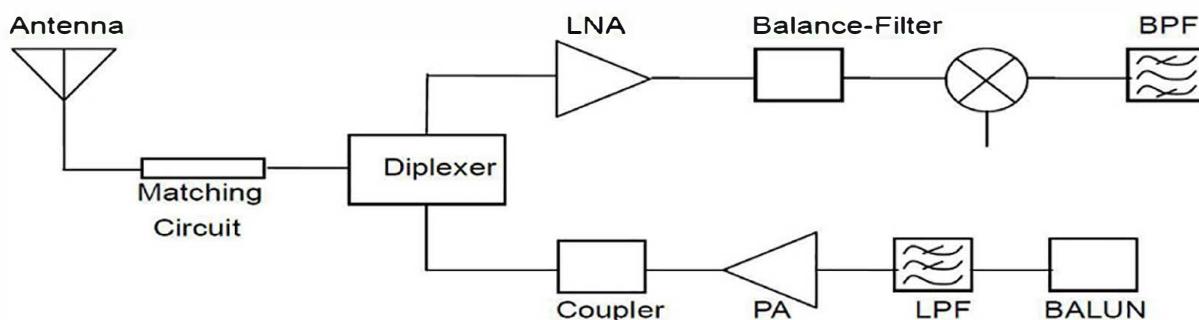 Antenna
LNA
Balance-Filter
BPF
Diplexer
Matching
Circuit
Coupler
PA
LPF
BALUN